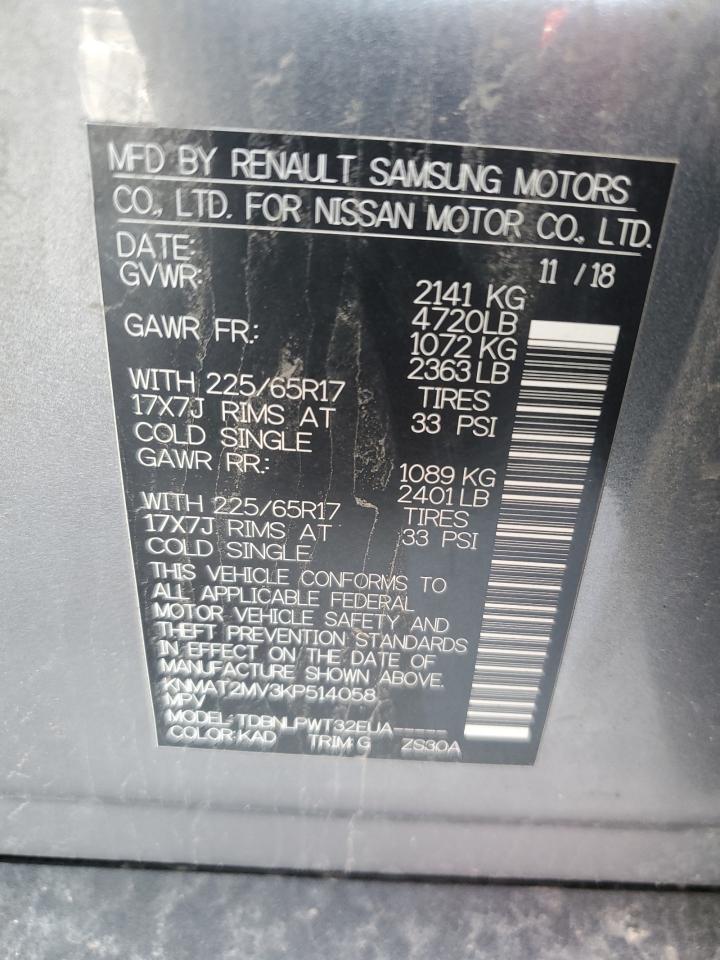 MFD BY RENAULT SAMSUNG MOTORS
CO., LTD. FOR NISSAN MOTOR CO., LTD.
DATE: 11 / 18
GVWR: 2141 KG
4720LB
GAWR FR.: 1072 KG
2363 LB
WITH 225/65R17 TIRES
17X7J RIMS AT 33 PSI
COLD SINGLE
GAWR RR.: 1089 KG
2401 LB
WITH 225/65R17 TIRES
17X7J RIMS AT 33 PSI
COLD SINGLE
THIS VEHICLE CONFORMS TO
ALL APPLICABLE FEDERAL
MOTOR VEHICLE SAFETY AND
THEFT PREVENTION STANDARDS
IN EFFECT ON THE DATE OF
MANUFACTURE SHOWN ABOVE.
KNMAT2MV3KP514058
MPV
MODEL: TDBNLPWT32EUA-----
COLOR: KAD TRIM: G ZS30A